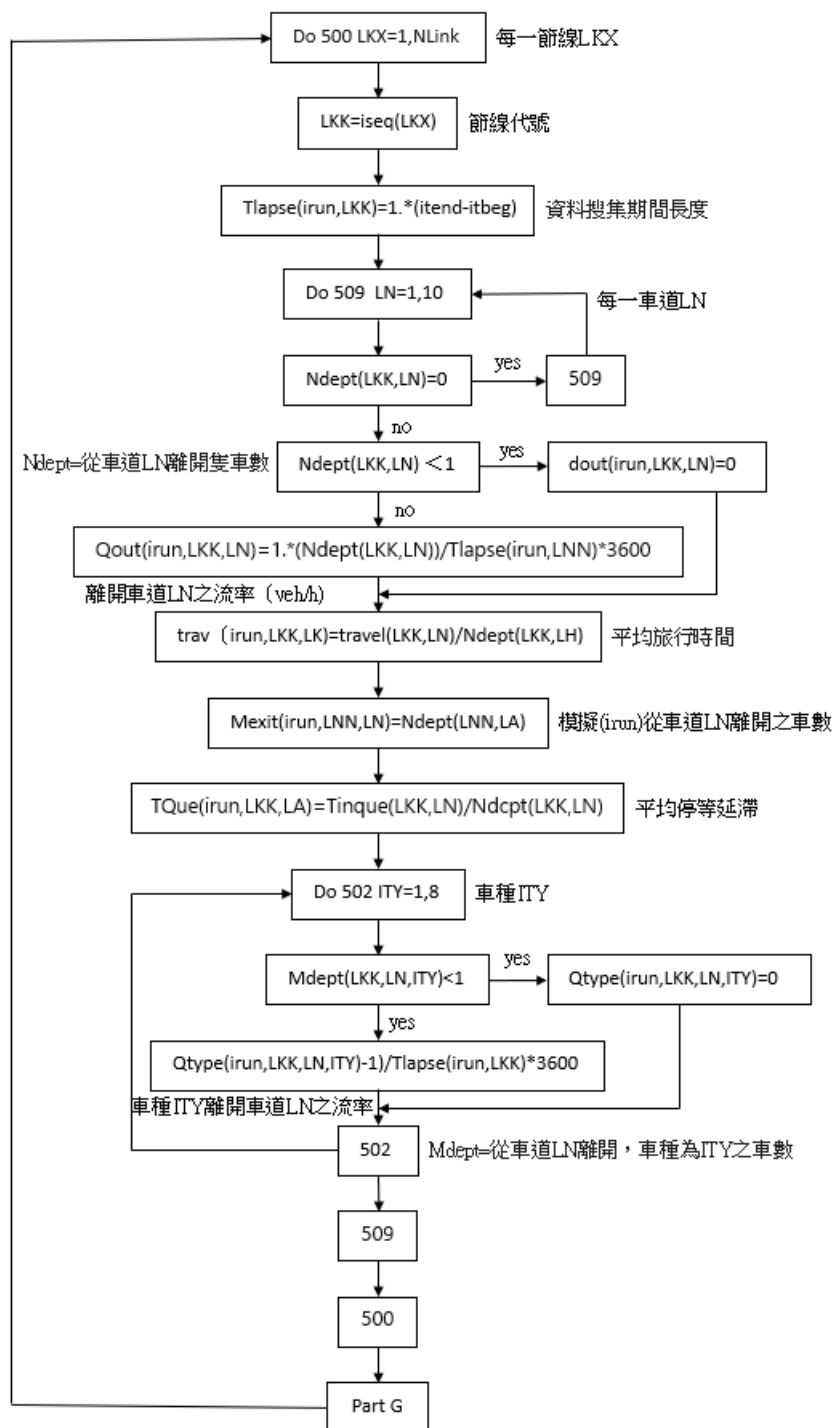 Do 500 LKX=1,NLink
每一節線LKX
LKK=iseq(LKX)
節線代號
Tlapse(irun,LKK)=1.*(itend-itbeg)
資料搜集期間長度
Do 509 LN=1,10
每一車道LN
Ndept(LKK,LN)=0
yes
509
no
Ndept=從車道LN離開隻車數
Ndept(LKK,LN) <1
yes
dout(irun,LKK,LN)=0
no
Qout(irun,LKK,LN)=1.*(Ndept(LKK,LN))/Tlapse(irun,LNN)*3600
離開車道LN之流率（veh/h)
trav（irun,LKK,LK)=travel(LKK,LN)/Ndept(LKK,LH)
平均旅行時間
Mexit(irun,LNN,LN)=Ndept(LNN,LA)
模擬(irun)從車道LN離開之車數
TQue(irun,LKK,LA)=Tinque(LKK,LN)/Ndcpt(LKK,LN)
平均停等延滯
Do 502 ITY=1,8
車種ITY
Mdept(LKK,LN,ITY)<1
yes
Qtype(irun,LKK,LN,ITY)=0
yes
Qtype(irun,LKK,LN,ITY)-1)/Tlapse(irun,LKK)*3600
車種ITY離開車道LN之流率
502
Mdept=從車道LN離開，車種為ITY之車數
509
500
Part G